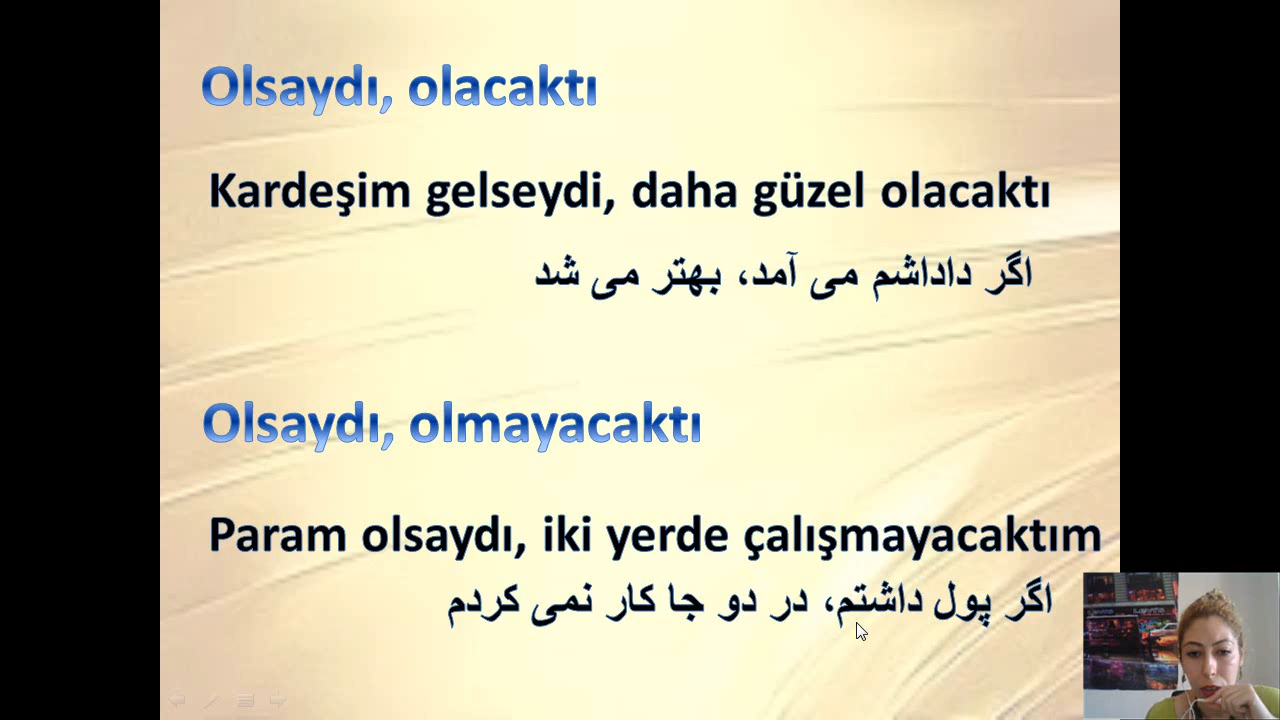 Olsaydı, olacaktı
Kardeşim gelseydi, daha güzel olacaktı
اگر داداشم می آمد، بهتر می شد
Olsaydı, olmayacaktı
Param olsaydı, iki yerde çalışmayacaktım
اگر پول داشتم، در دو جا کار نمی کردم